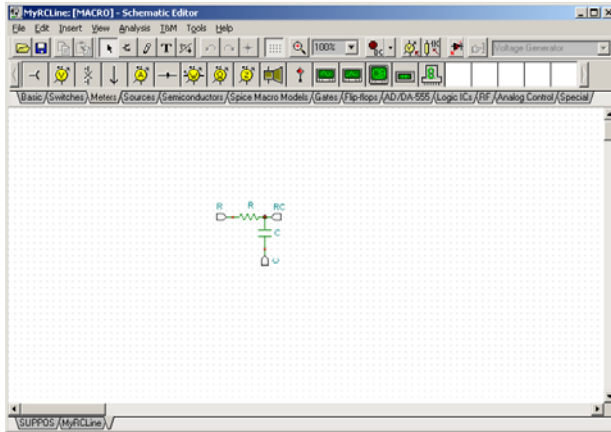 MyRCLine: [MACRO] - Schematic Editor
File Edit Insert View Analysis T&M Tools Help
100% Voltage Generator
Basic Switches Meters Sources Semiconductors Spice Macro Models Gates Flip-flops AD/DA-555 Logic ICs RF Analog Control Special
R R RC
C
C
SUPPOS MyRCLine